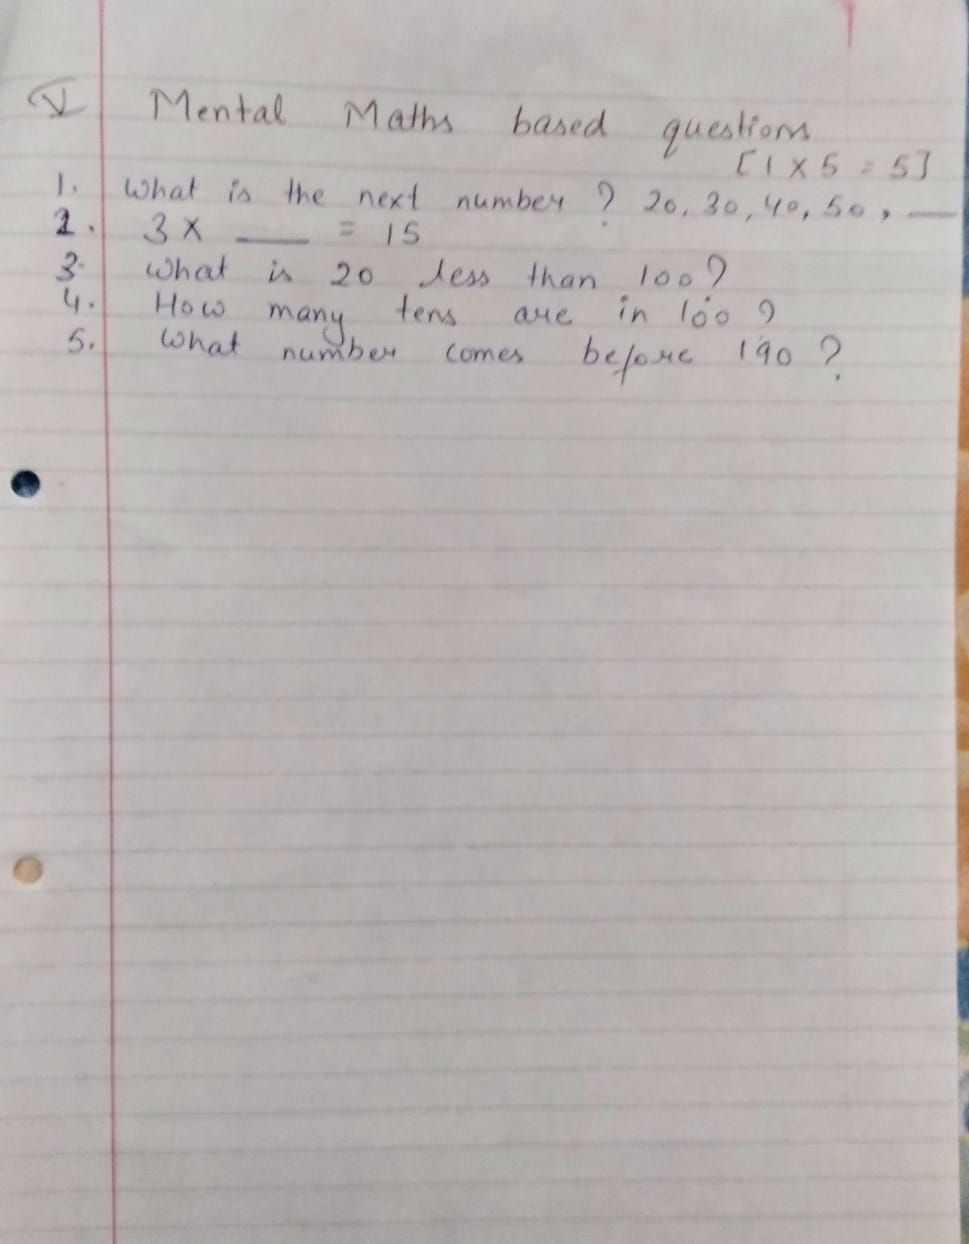 V Mental Maths based questions
[1 x 5 = 5]
1. What is the next number ? 20, 30, 40, 50, __
2. 3 x __ = 15
3. What is 20 less than 100?
4. How many tens are in 100 ?
5. What number comes before 190 ?